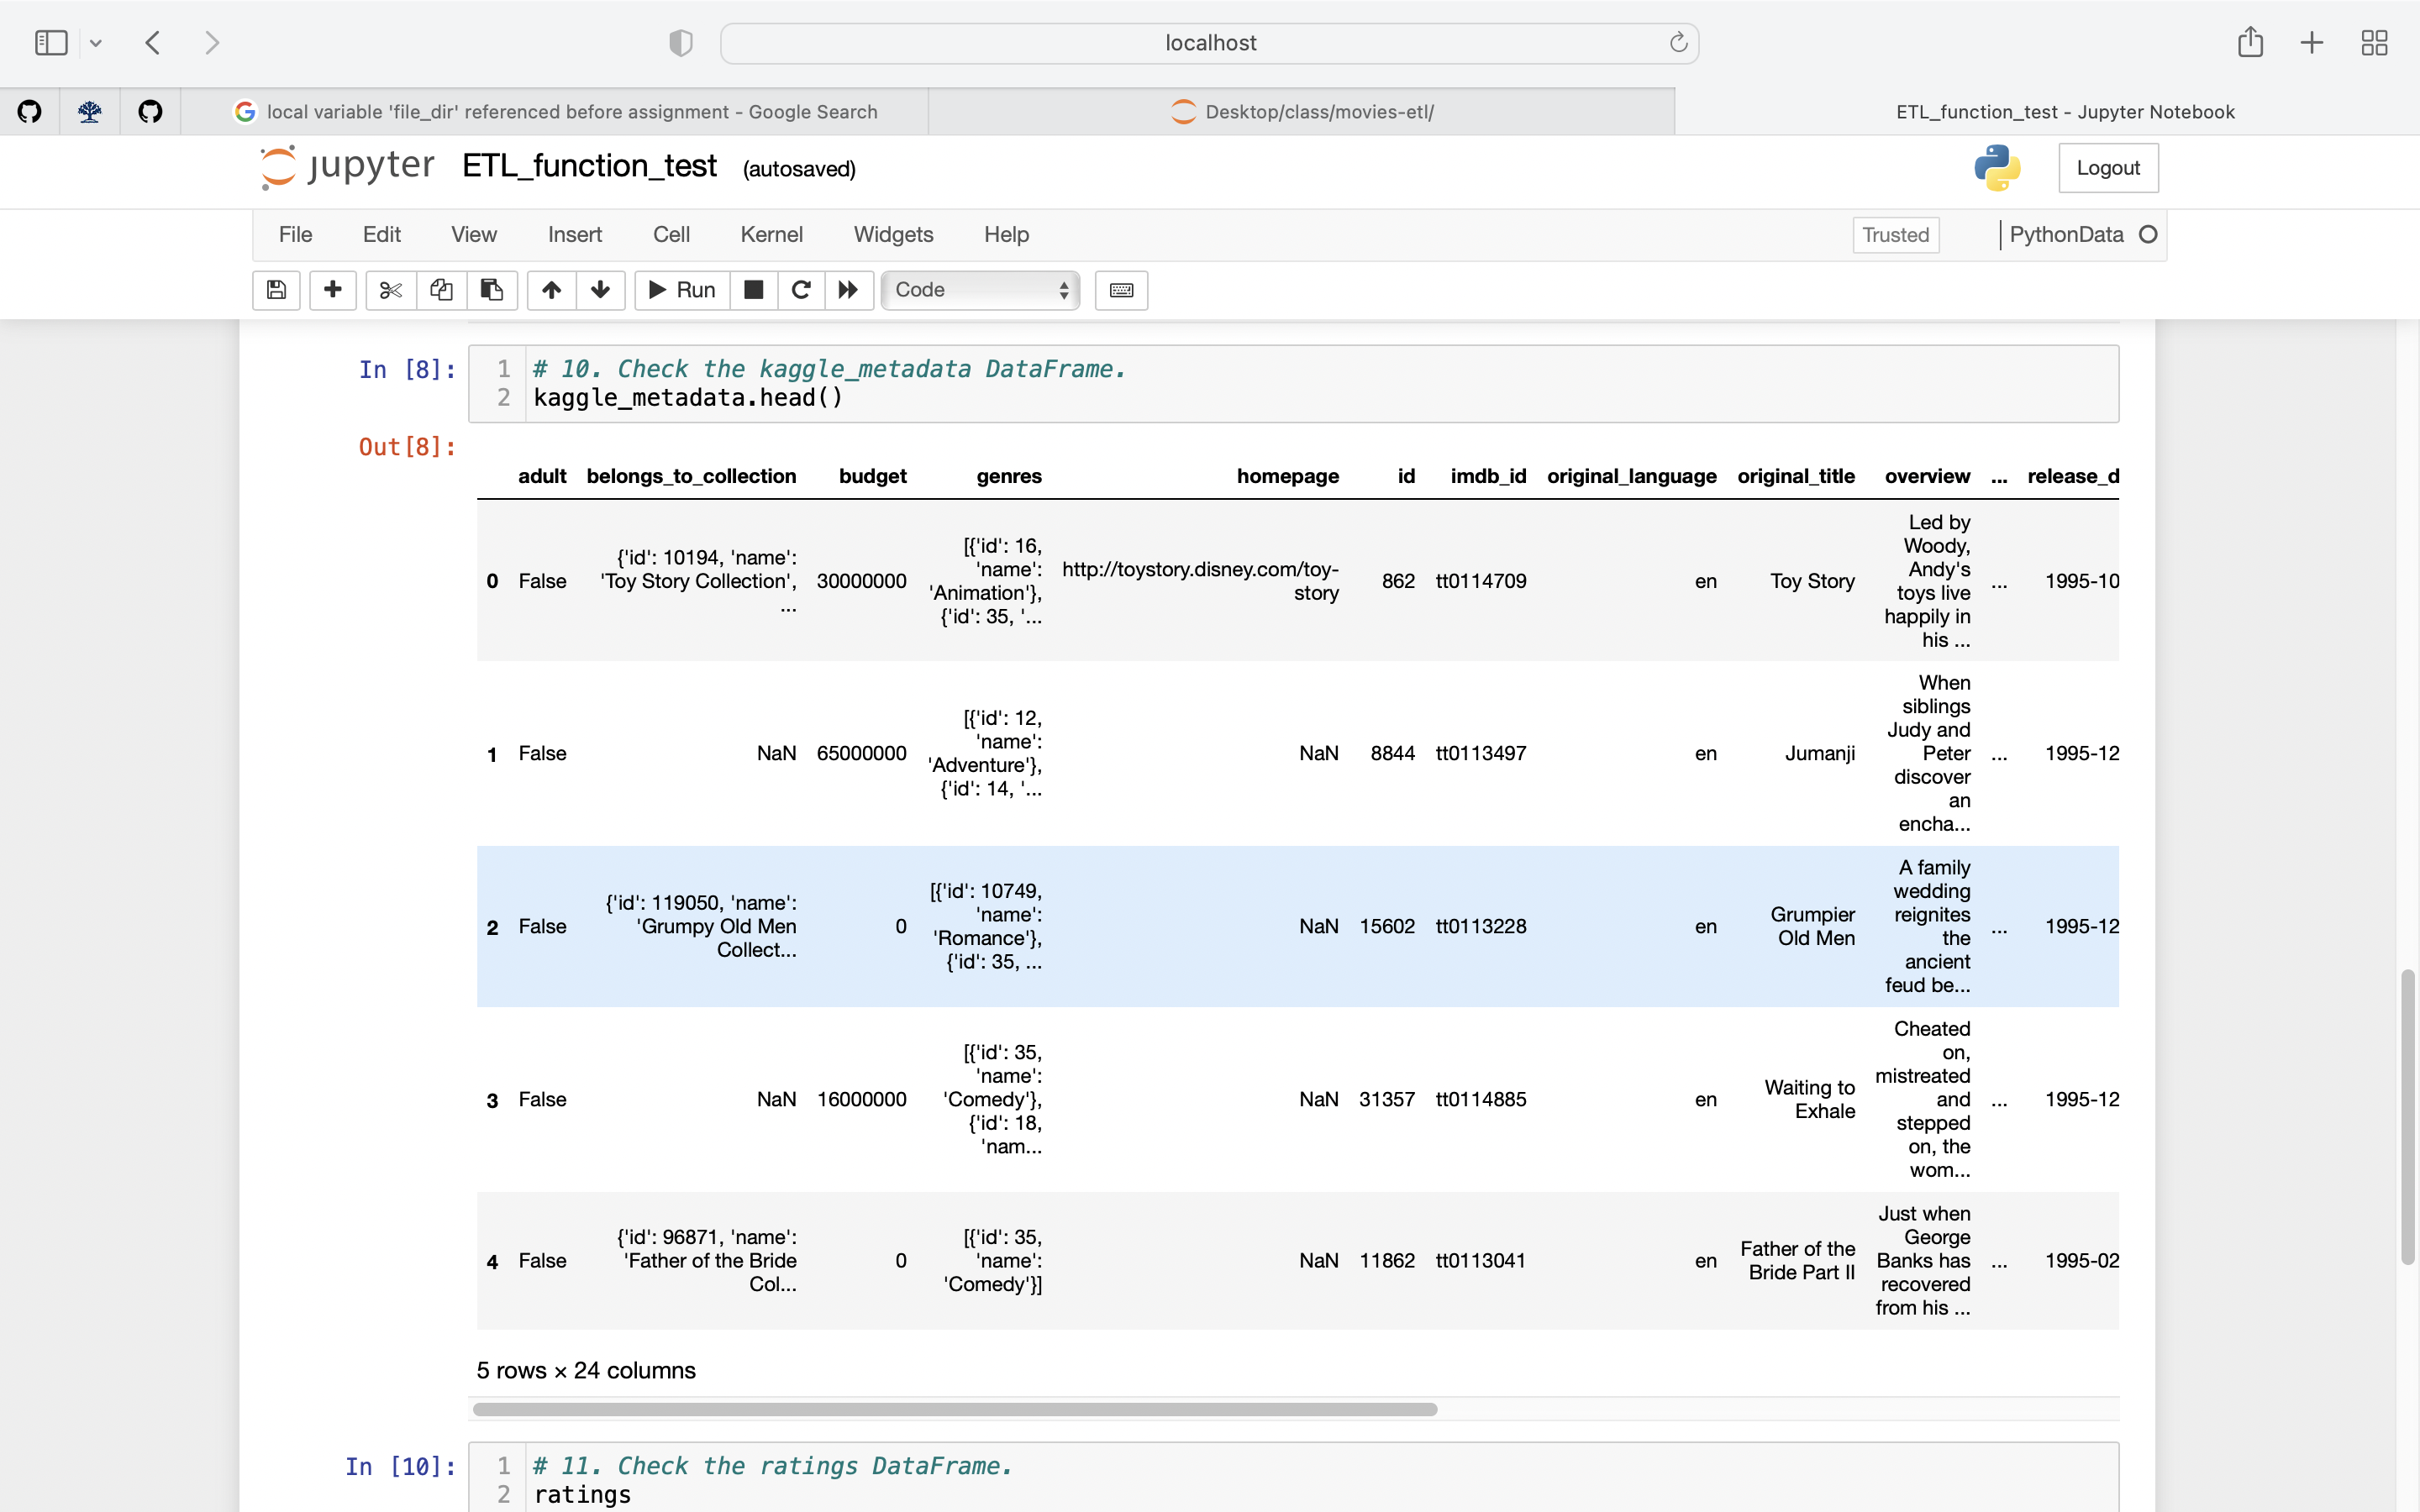 localhost
local variable 'file_dir' referenced before assignment - Google Search
Desktop/class/movies-etl/
ETL_function_test - Jupyter Notebook
jupyter ETL_function_test (autosaved)
Logout
File Edit View Insert Cell Kernel Widgets Help
Trusted
PythonData
Run
Code
In [8]:
1 # 10. Check the kaggle_metadata DataFrame.
2 kaggle_metadata.head()
Out[8]:
adult belongs_to_collection budget genres homepage id imdb_id original_language original_title overview ... release_d
0 False {'id': 10194, 'name': 'Toy Story Collection', ... 30000000 [{'id': 16, 'name': 'Animation'}, {'id': 35, '... http://toystory.disney.com/toy-story 862 tt0114709 en Toy Story Led by Woody, Andy's toys live happily in his ... ... 1995-10
1 False NaN 65000000 [{'id': 12, 'name': 'Adventure'}, {'id': 14, '... NaN 8844 tt0113497 en Jumanji When siblings Judy and Peter discover an encha... ... 1995-12
2 False {'id': 119050, 'name': 'Grumpy Old Men Collect... 0 [{'id': 10749, 'name': 'Romance'}, {'id': 35, ... NaN 15602 tt0113228 en Grumpier Old Men A family wedding reignites the ancient feud be... ... 1995-12
3 False NaN 16000000 [{'id': 35, 'name': 'Comedy'}, {'id': 18, 'nam... NaN 31357 tt0114885 en Waiting to Exhale Cheated on, mistreated and stepped on, the wom... ... 1995-12
4 False {'id': 96871, 'name': 'Father of the Bride Col... 0 [{'id': 35, 'name': 'Comedy'}] NaN 11862 tt0113041 en Father of the Bride Part II Just when George Banks has recovered from his ... ... 1995-02
5 rows × 24 columns
In [10]:
1 # 11. Check the ratings DataFrame.
2 ratings